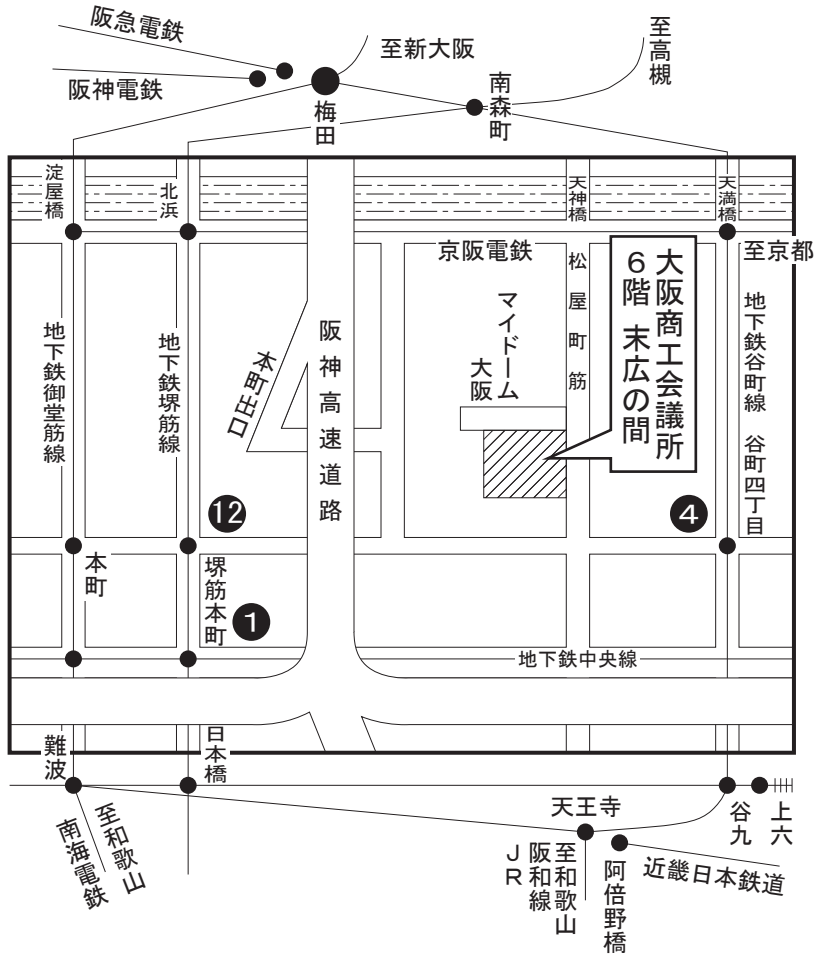 阪急電鉄
至新大阪
至高槻
阪神電鉄
梅田
南森町
淀屋橋
北浜
天神橋
天満橋
京阪電鉄
至京都
大阪商工会議所
6階 末広の間
マイドーム
大阪
松屋町筋
地下鉄御堂筋線
地下鉄堺筋線
本町出口
阪神高速道路
地下鉄谷町線 谷町四丁目
12
4
本町
堺筋本町
1
地下鉄中央線
難波
日本橋
天王寺
谷九
上六
至和歌山
南海電鉄
至和歌山
阪和線
JR
阿倍野橋
近畿日本鉄道